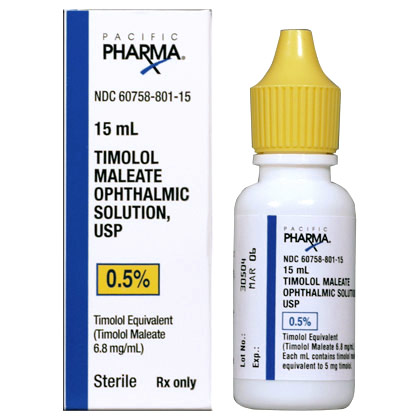 PACIFIC
PHARMA®
NDC 60758-801-15
15 mL
TIMOLOL
MALEATE
OPHTHALMIC
SOLUTION,
USP
0.5%
Timolol Equivalent
(Timolol Maleate
6.8 mg/mL)
Sterile Rx only
PACIFIC
PHARMA
NDC 60758-801-15
15 mL
TIMOLOL MALEATE
OPHTHALMIC SOLUTION
USP
0.5%
Timolol Equivalent
(Timolol Maleate 6.8 mg/
Each mL contains timolol
equivalent to 5 mg timolol.
Lot No.: 30504
Exp.: MAR 06